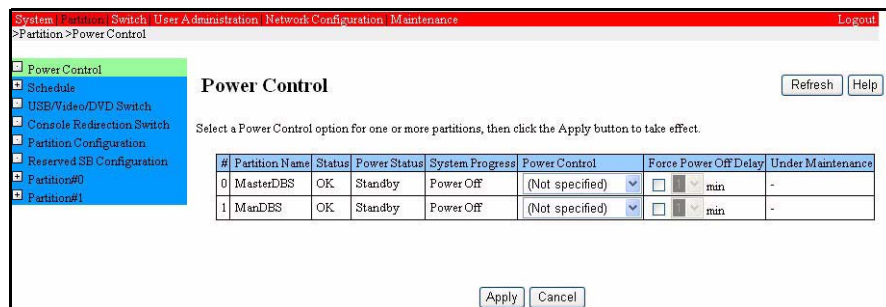 System | Partition | Switch | User Administration | Network Configuration | Maintenance Logout
>Partition >Power Control
Power Control
Schedule
USB/Video/DVD Switch
Console Redirection Switch
Partition Configuration
Reserved SB Configuration
Partition#0
Partition#1
Power Control
Refresh Help
Select a Power Control option for one or more partitions, then click the Apply button to take effect.
# Partition Name Status Power Status System Progress Power Control Force Power Off Delay Under Maintenance
0 MasterDBS OK Standby Power Off (Not specified) 1 min -
1 ManDBS OK Standby Power Off (Not specified) 1 min -
Apply Cancel